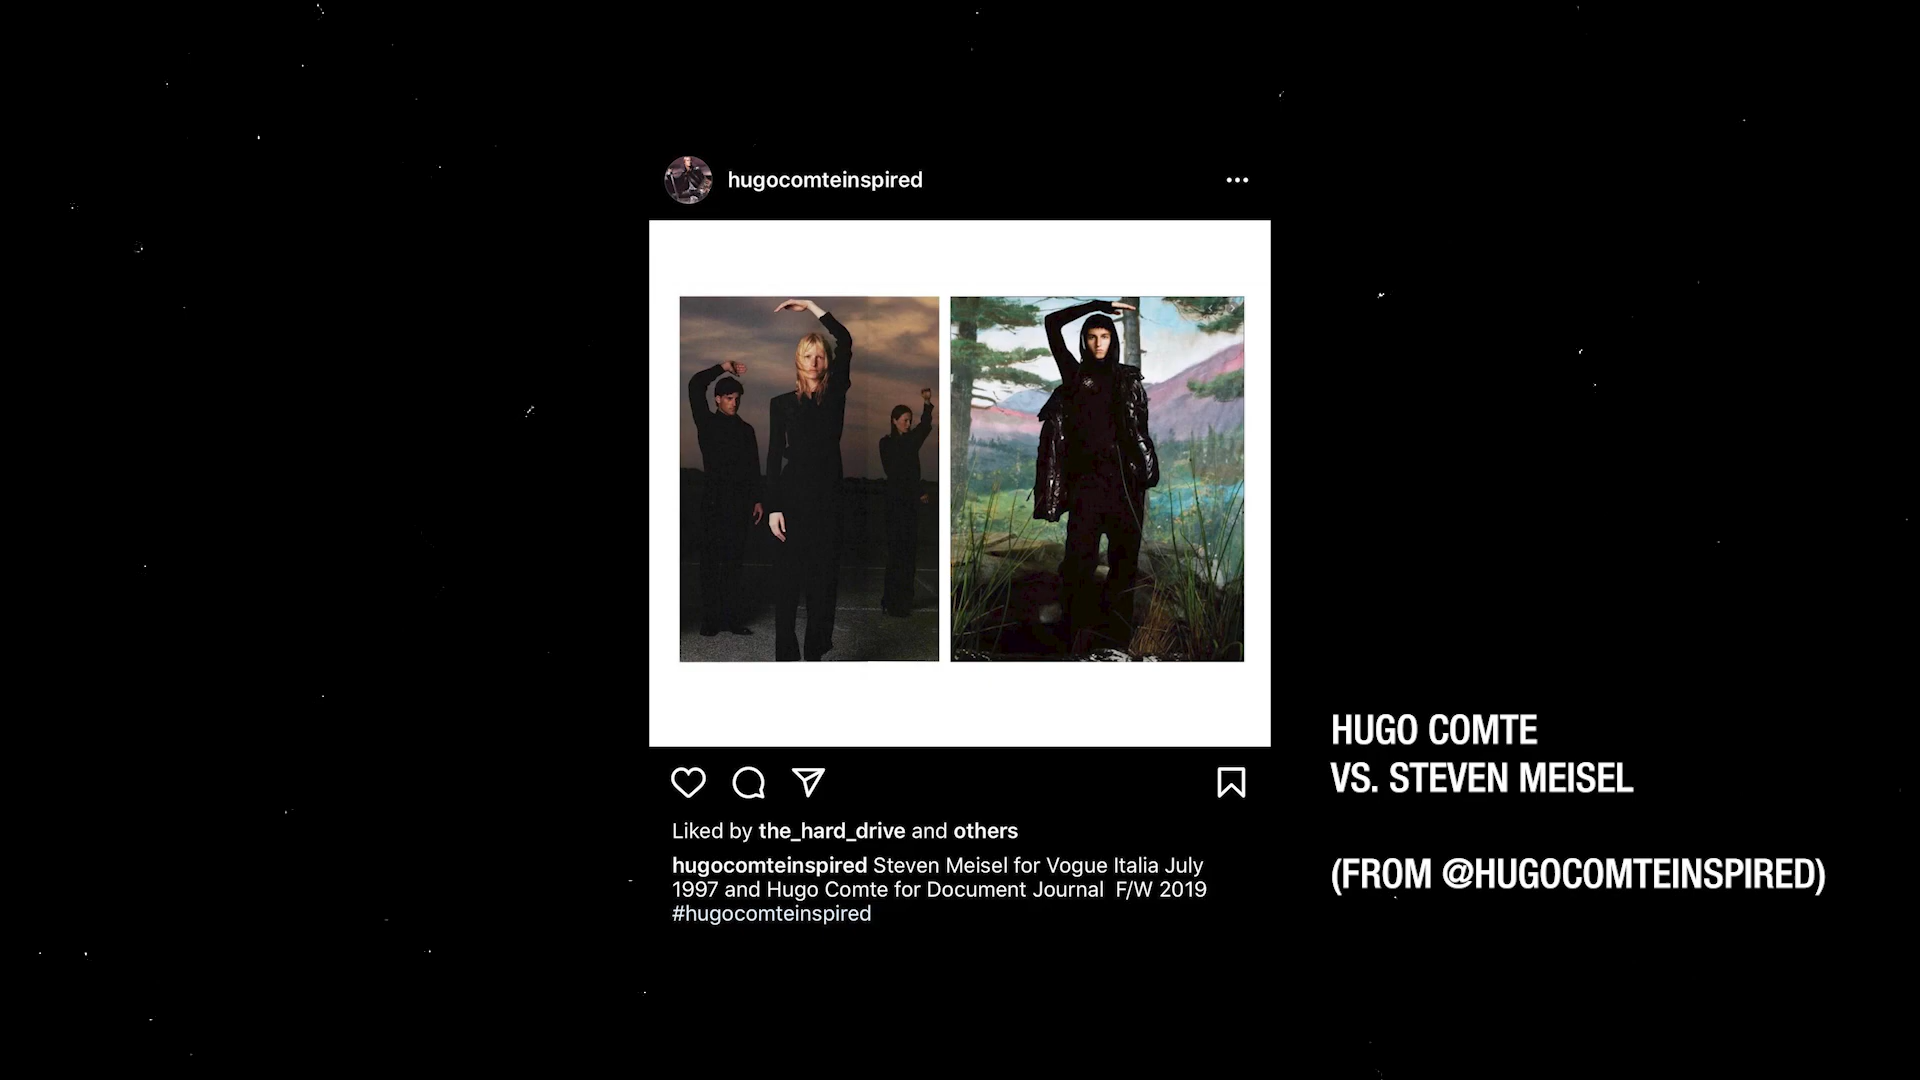 hugocomteinspired
Liked by the_hard_drive and others
hugocomteinspired Steven Meisel for Vogue Italia July
1997 and Hugo Comte for Document Journal F/W 2019
#hugocomteinspired
HUGO COMTE
VS. STEVEN MEISEL
(FROM @HUGOCOMTEINSPIRED)